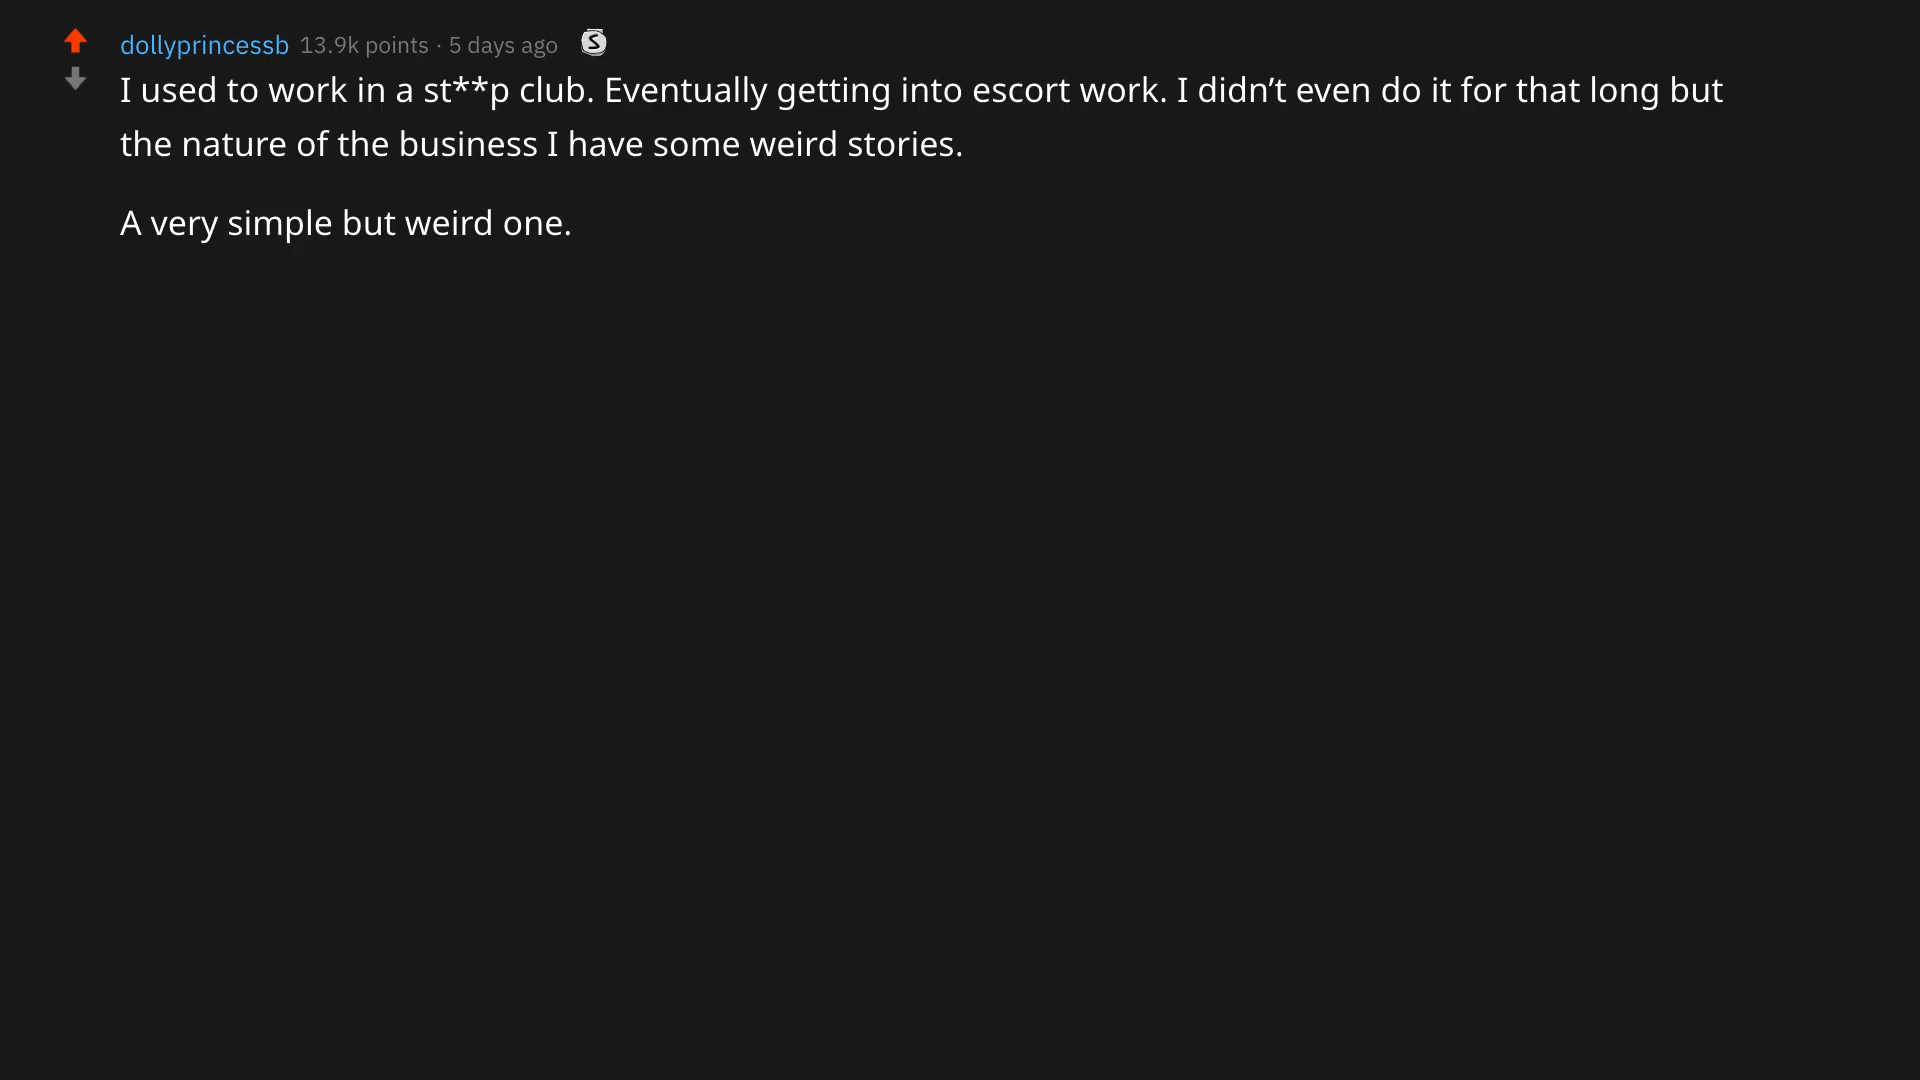 dollyprincessb 13.9k points · 5 days ago S
I used to work in a st**p club. Eventually getting into escort work. I didn’t even do it for that long but
the nature of the business I have some weird stories.
A very simple but weird one.